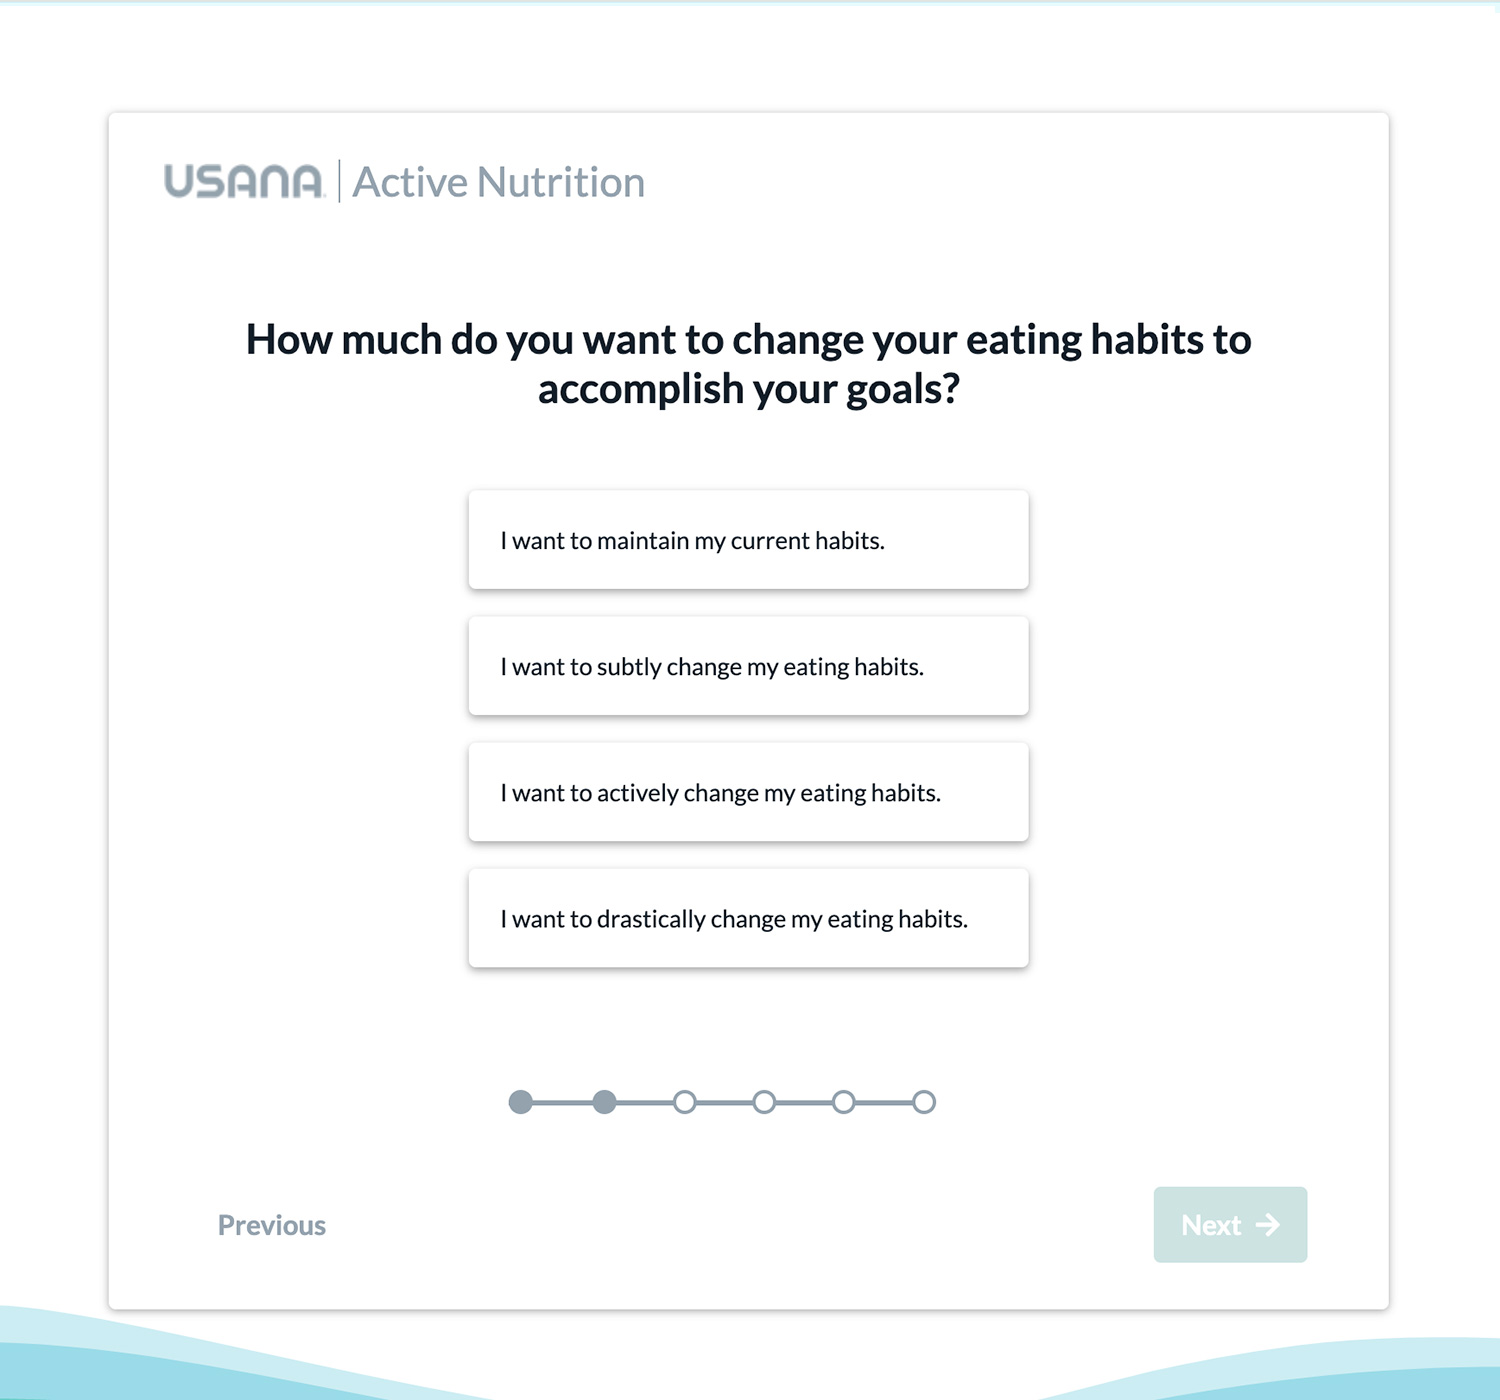 USANA Active Nutrition
How much do you want to change your eating habits to
accomplish your goals?
I want to maintain my current habits.
I want to subtly change my eating habits.
I want to actively change my eating habits.
I want to drastically change my eating habits.
Previous
Next